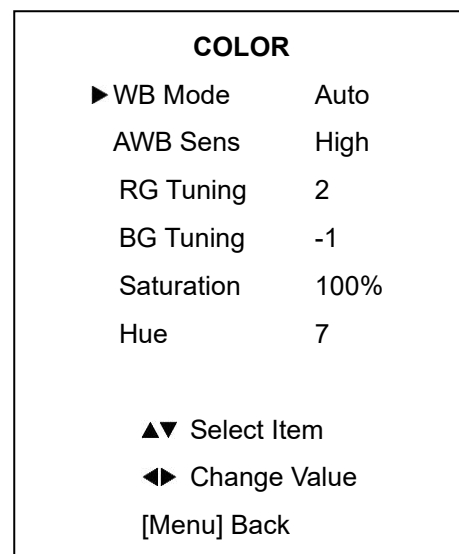 COLOR
▶WB Mode Auto
AWB Sens High
RG Tuning 2
BG Tuning -1
Saturation 100%
Hue 7
▲▼ Select Item
◀▶ Change Value
[Menu] Back